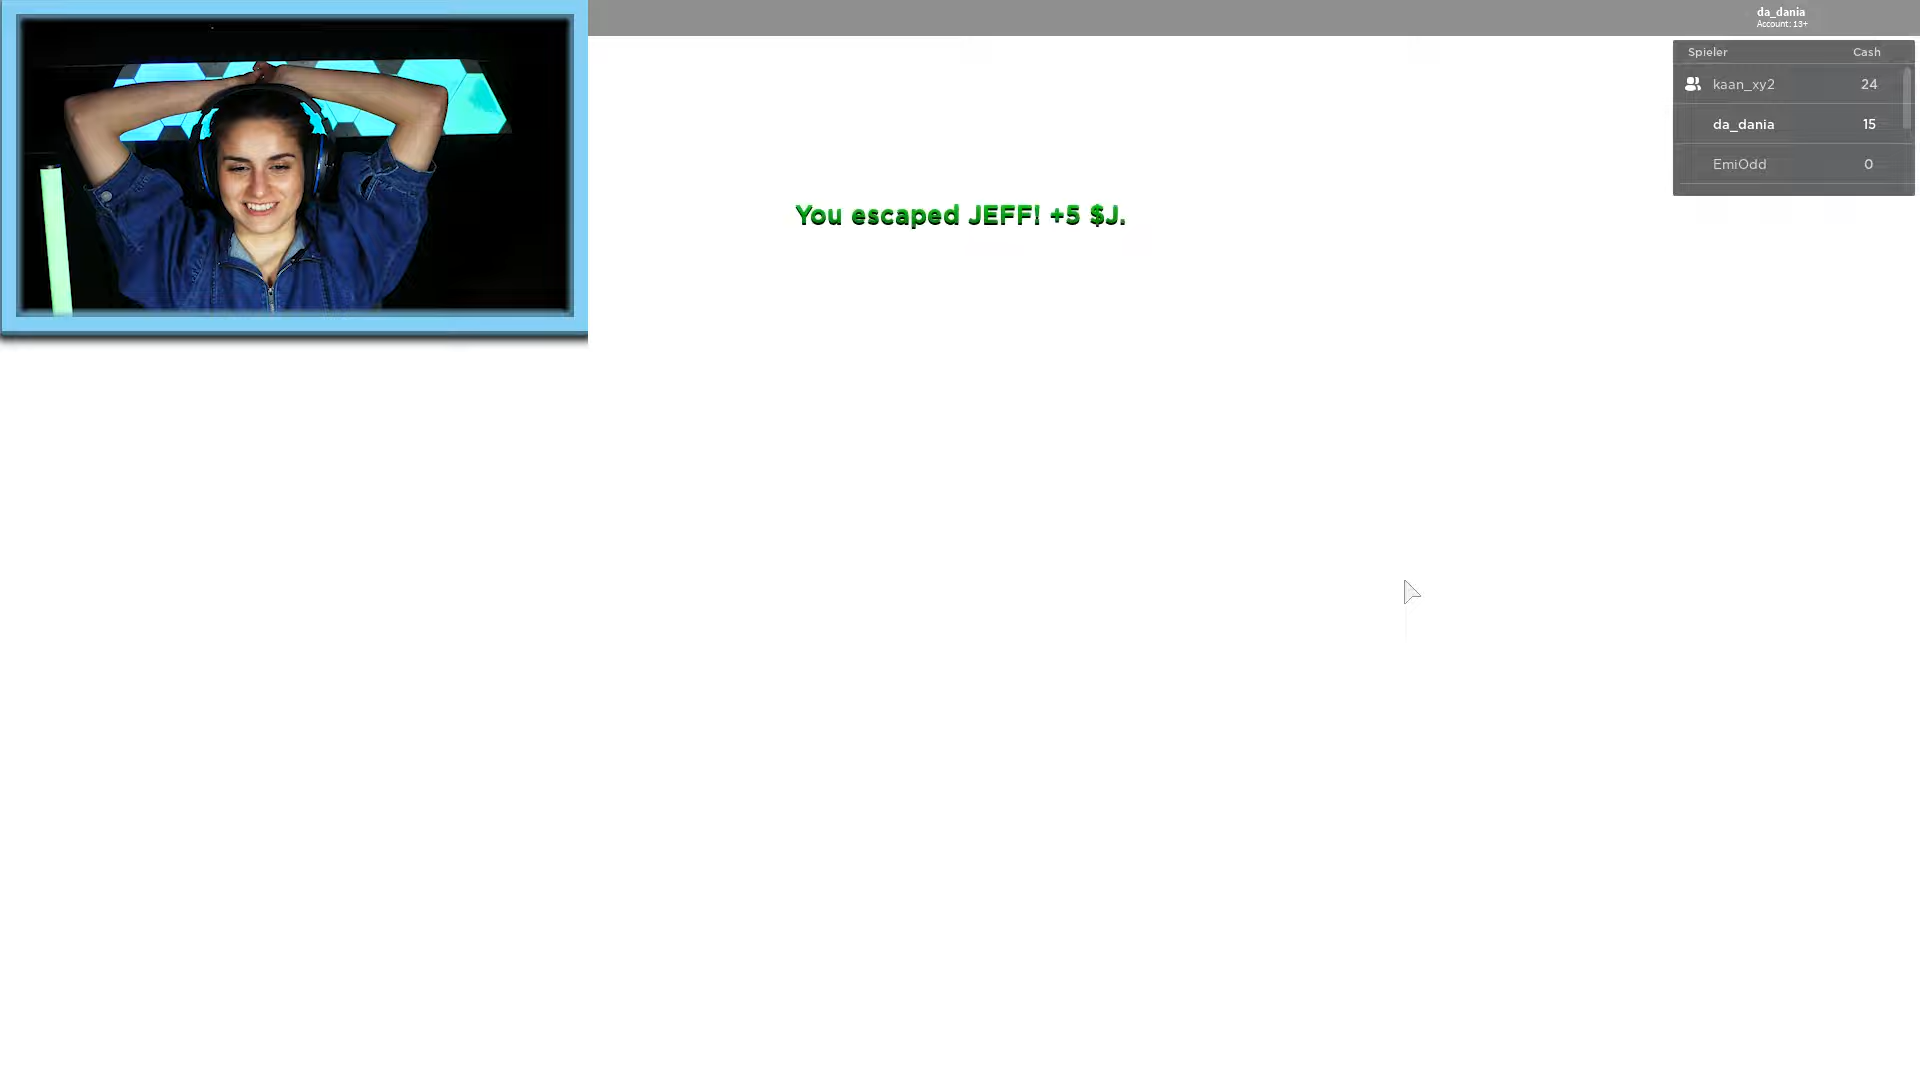 da_dania
Account: 13+
Spieler Cash
kaan_xy2 24
da_dania 15
EmiOdd 0
You escaped JEFF! +5 $J.